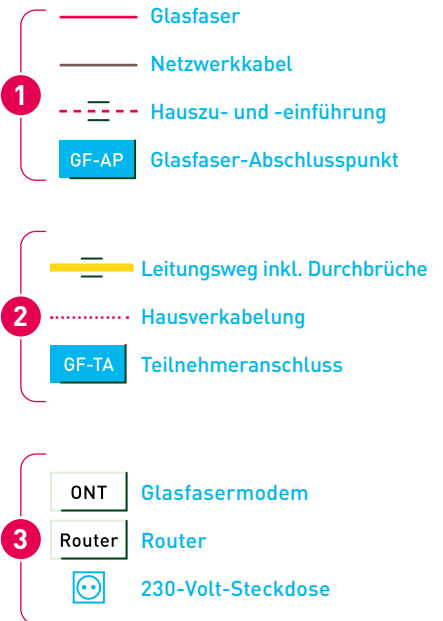 Glasfaser
Netzwerkkabel
1
Hauszu- und -einführung
GF-AP Glasfaser-Abschlusspunkt
Leitungsweg inkl. Durchbrüche
2 Hausverkabelung
GF-TA Teilnehmeranschluss
ONT Glasfasermodem
3 Router Router
230-Volt-Steckdose